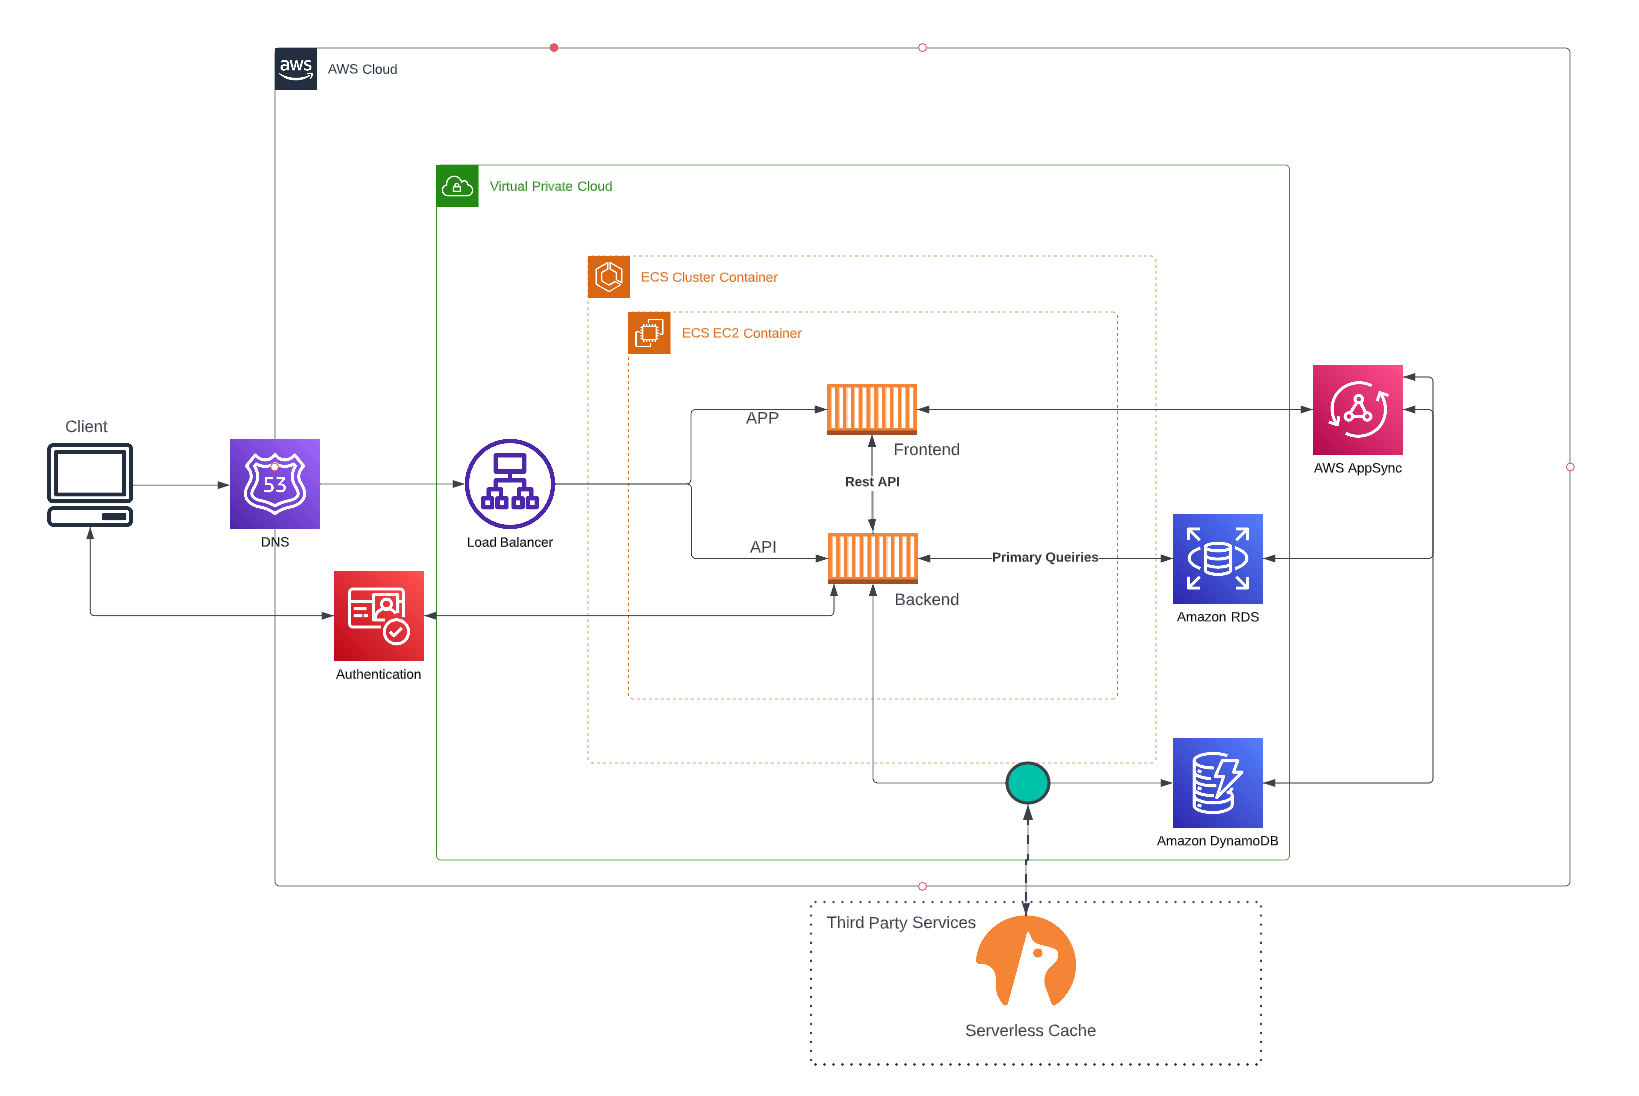 aws
AWS Cloud
Virtual Private Cloud
ECS Cluster Container
ECS EC2 Container
APP
Frontend
Client
53
DNS
Load Balancer
Rest API
AWS AppSync
API
Primary Queiries
Backend
Amazon RDS
Authentication
Amazon DynamoDB
Third Party Services
Serverless Cache